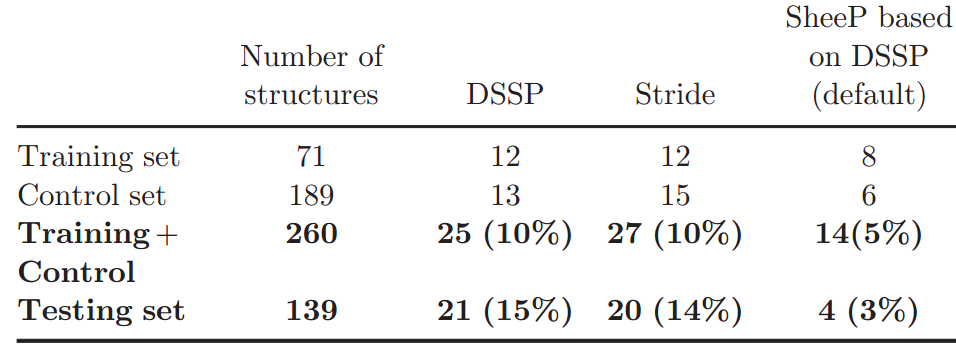 SheeP based
Number of on DSSP
structures DSSP Stride (default)
Training set 71 12 12 8
Control set 189 13 15 6
Training + 260 25 (10%) 27 (10%) 14(5%)
Control
Testing set 139 21 (15%) 20 (14%) 4 (3%)